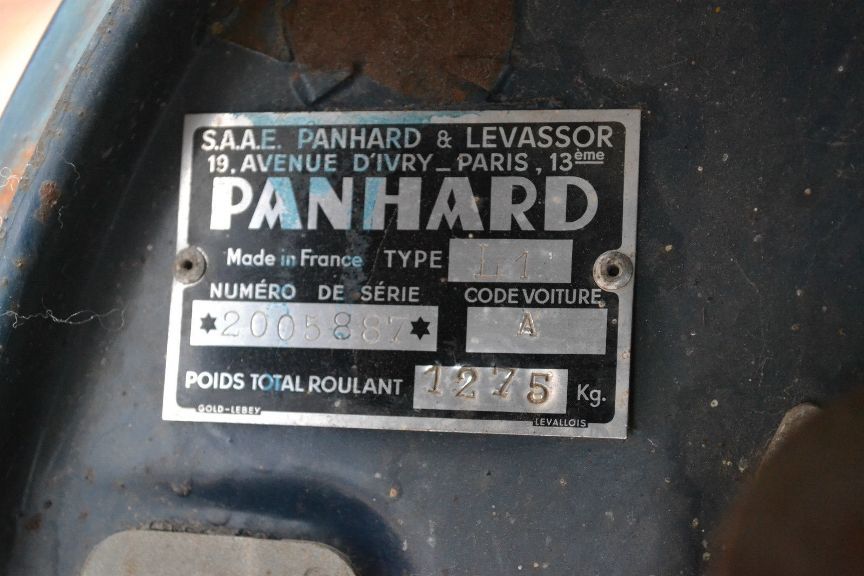 S.A.A.E. PANHARD & LEVASSOR
19, AVENUE D'IVRY _ PARIS, 13ème
PANHARD
Made in France TYPE L1
NUMÉRO DE SÉRIE CODE VOITURE
★2005887★ A
POIDS TOTAL ROULANT 1275 Kg.
GOLD-LEBEY LEVALLOIS